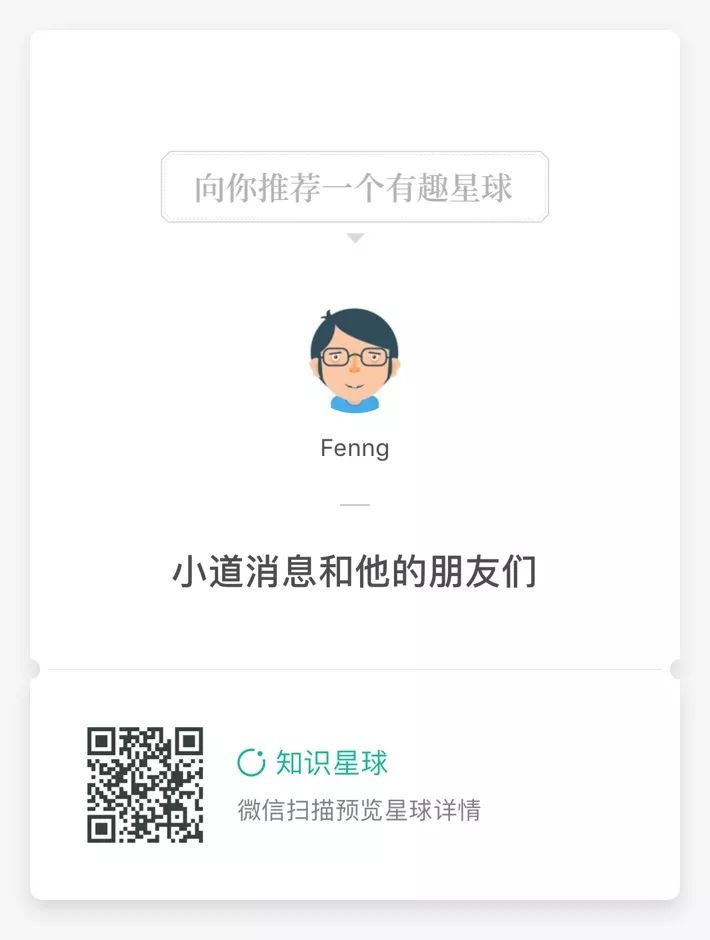 向你推荐一个有趣星球
Fenng
小道消息和他的朋友们
知识星球
微信扫描预览星球详情